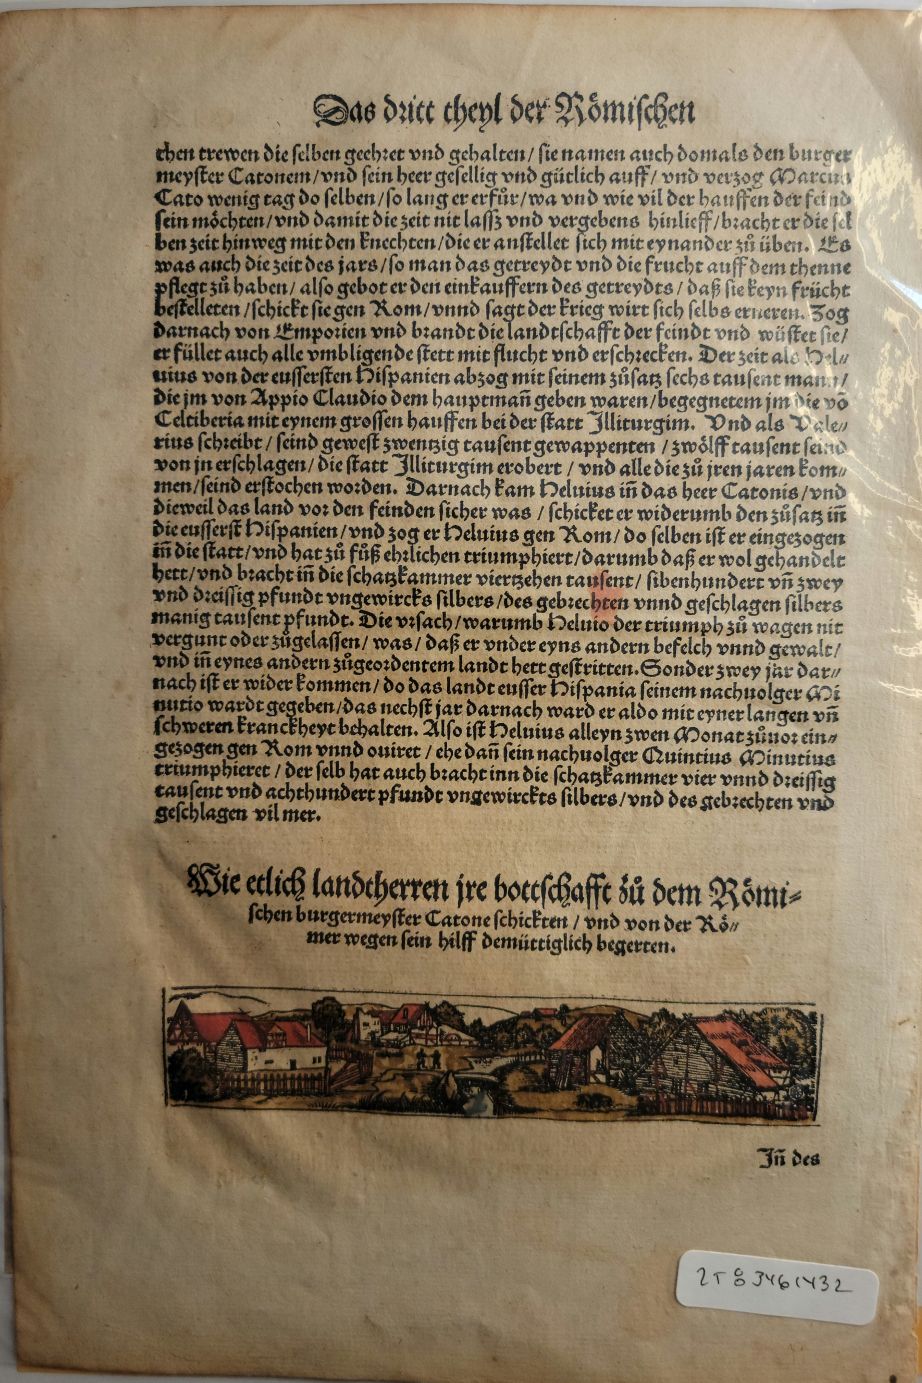 Das dritt theyl der Römischen
then trewen die selben geehret vnd gehalten/ sie namen auch domals den burger
meyster Catonem/vnd sein heer gesellig vnd gütlich auff/ vnd verzog Marcus
Cato wenig tag do selben/so lang er erfůr/wa vnd wie vil der hauffen der feind
sein möchten/vnd damit die zeit nit lassz vnd vergebens hinlieff/bracht er die sel
ben zeit hinweg mit den knechten/die er anstellet sich mit eynander zů üben. Es
was auch die zeit des jars/so man das getreydt vnd die frucht auff dem thenne
pflegt zů haben/ also gebot er den einkauffern des getreydts/ daß sie keyn frücht
bestelleten/schickt sie gen Rom/vnnd sagt der krieg wirt sich selbs erneren. Zog
darnach von Emporien vnd brandt die landtschafft der feindt vnd wüstet sie/
er füllet auch alle vmbligende stett mit flucht vnd erschrecken. Der zeit als Hel⸗
uius von der eussersten Hispanien abzog mit seinem zůsatz sechs tausent mann/
die jm von Appio Claudio dem hauptmañ geben waren/begegnetem jm die võ
Celtiberia mit eynem grossen hauffen bei der statt Illiturgim. Vnd als Vale⸗
rius schreibt/ seind gewest zwentzig tausent gewappenten / zwölff tausent seind
von jn erschlagen/die statt Illiturgim erobert / vnd alle die zů jren jaren kom⸗
men/seind erstochen worden. Darnach kam Heluius iñ das heer Catonis/vnd
dieweil das land vor den feinden sicher was / schicket er widerumb den zůsatz iñ
die eusserst Hispanien/vnd zog er Heluius gen Rom/ do selben ist er eingezogen
iñ die statt/vnd hat zů fůß ehrlichen triumphiert/darumb daß er wol gehandelt
hett/vnd bracht iñ die schatzkammer viertzehen tausent/ sibenhundert vñ zwey
vnd dreissig pfundt vngewircks silbers/des gebrechten vnnd geschlagen silbers
manig tausent pfundt. Die vrsach/warumb Heluio der triumph zů wagen nit
vergunt oder zůgelassen/ was/ daß er vnder eyns andern befelch vnnd gewalt/
vnd iñ eynes andern zůgeordentem landt hett gestritten. Sonder zwey jar dar⸗
nach ist er wider kommen/ do das landt eusser Hispania seinem nachuolger Mi
nutio wardt gegeben/das nechst jar darnach ward er aldo mit eyner langen vñ
schweren kranckheyt behalten. Also ist Heluius alleyn zwen Monat zůuor ein⸗
gezogen gen Rom vnnd ouiret / ehe dañ sein nachuolger Quintius Minutius
triumphieret / der selb hat auch bracht inn die schatzkammer vier vnnd dreissig
tausent vnd achthundert pfundt vngewirckts silbers/vnd des gebrechten vnd
geschlagen vil mer.
Wie etlich landtherren jre bottschafft zů dem Römi⸗
schen burgermeyster Catone schickten / vnd von der Rö⸗
mer wegen sein hilff demüttiglich begerten.
Iñ des
2T83461432